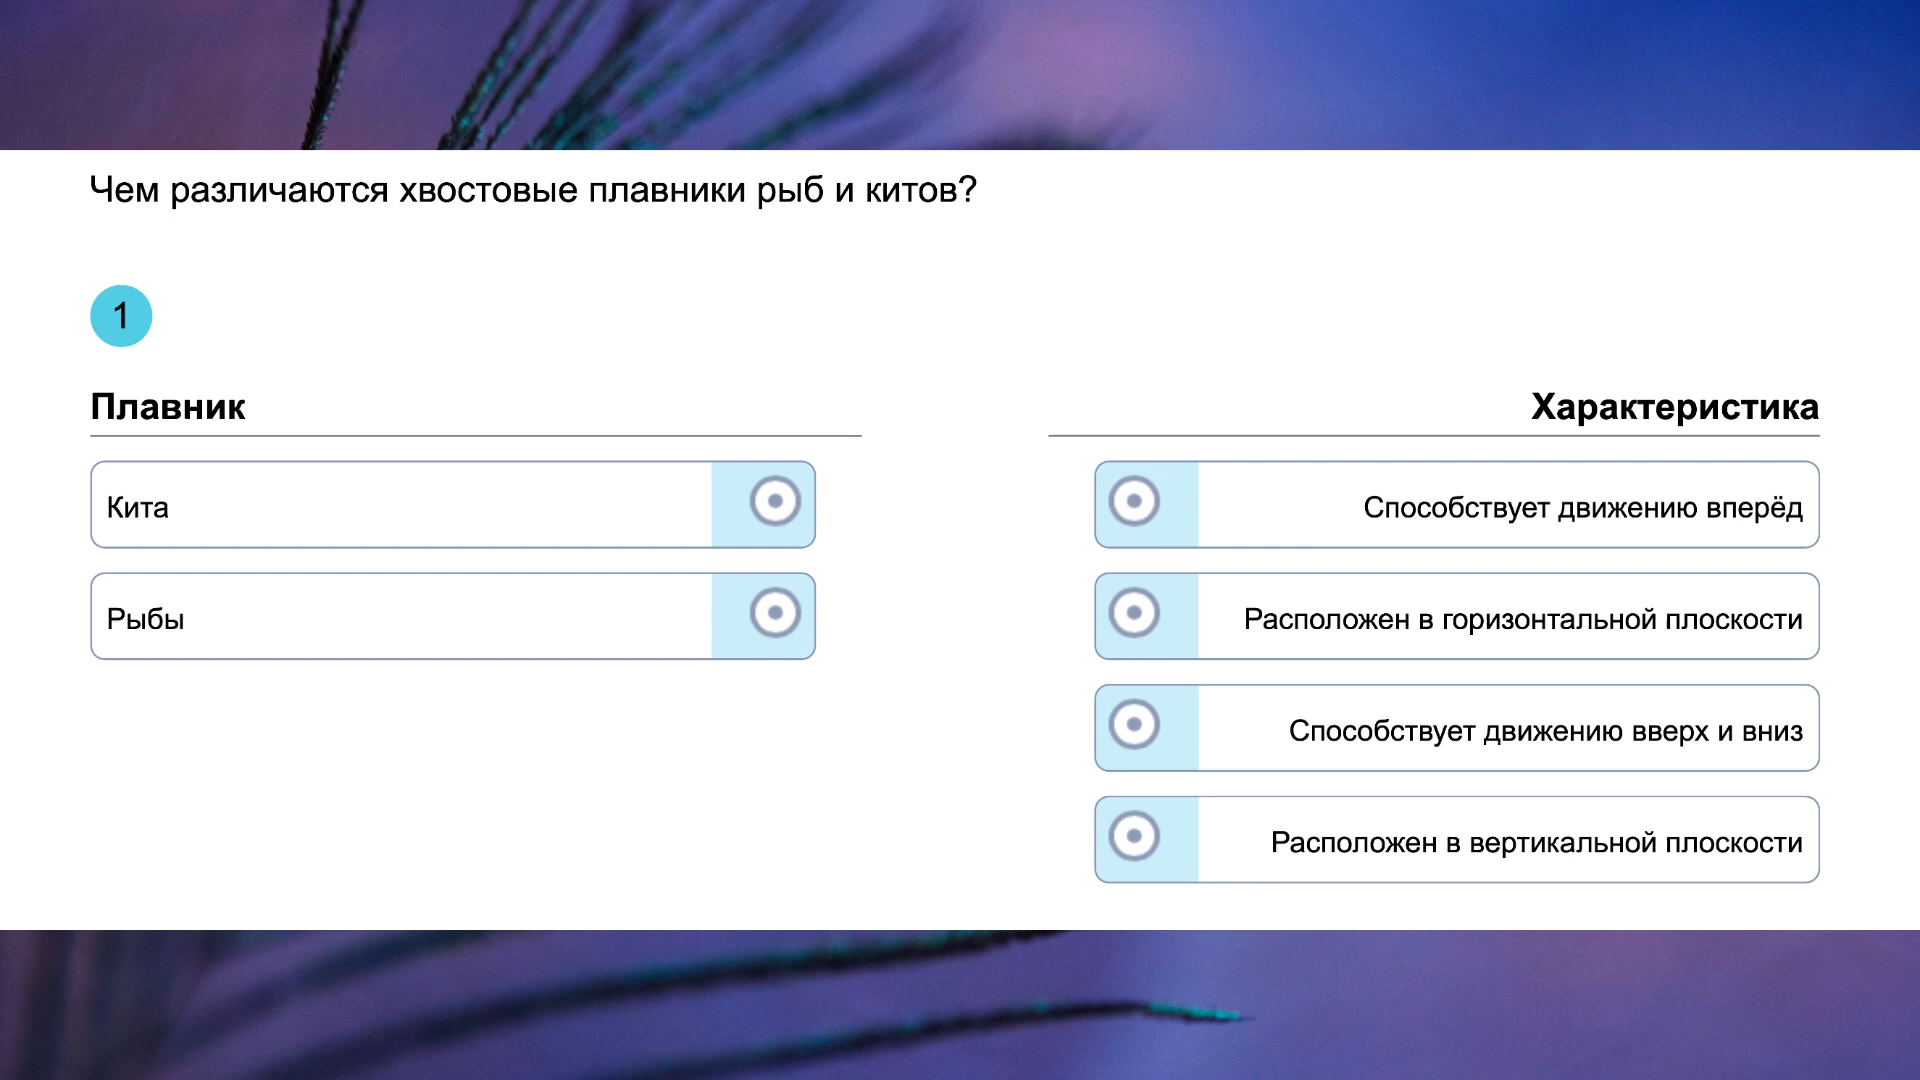 Чем различаются хвостовые плавники рыб и китов?
1
Плавник
Характеристика
Кита
Способствует движению вперёд
Рыбы
Расположен в горизонтальной плоскости
Способствует движению вверх и вниз
Расположен в вертикальной плоскости